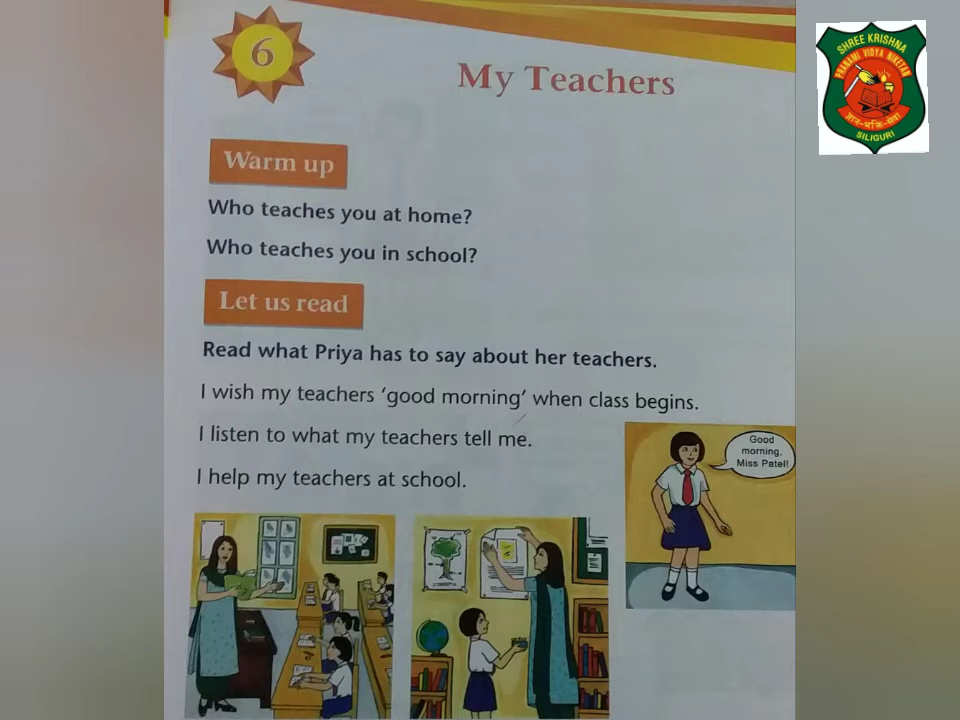 6
My Teachers
Warm up
Who teaches you at home?
Who teaches you in school?
Let us read
Read what Priya has to say about her teachers.
I wish my teachers ‘good morning’ when class begins.
I listen to what my teachers tell me.
I help my teachers at school.
Good
morning,
Miss Patel!
SHREE KRISHNA
PRANAMI VIDYA NIKETAN
ज्ञान-भक्ति-सेवा
SILIGURI